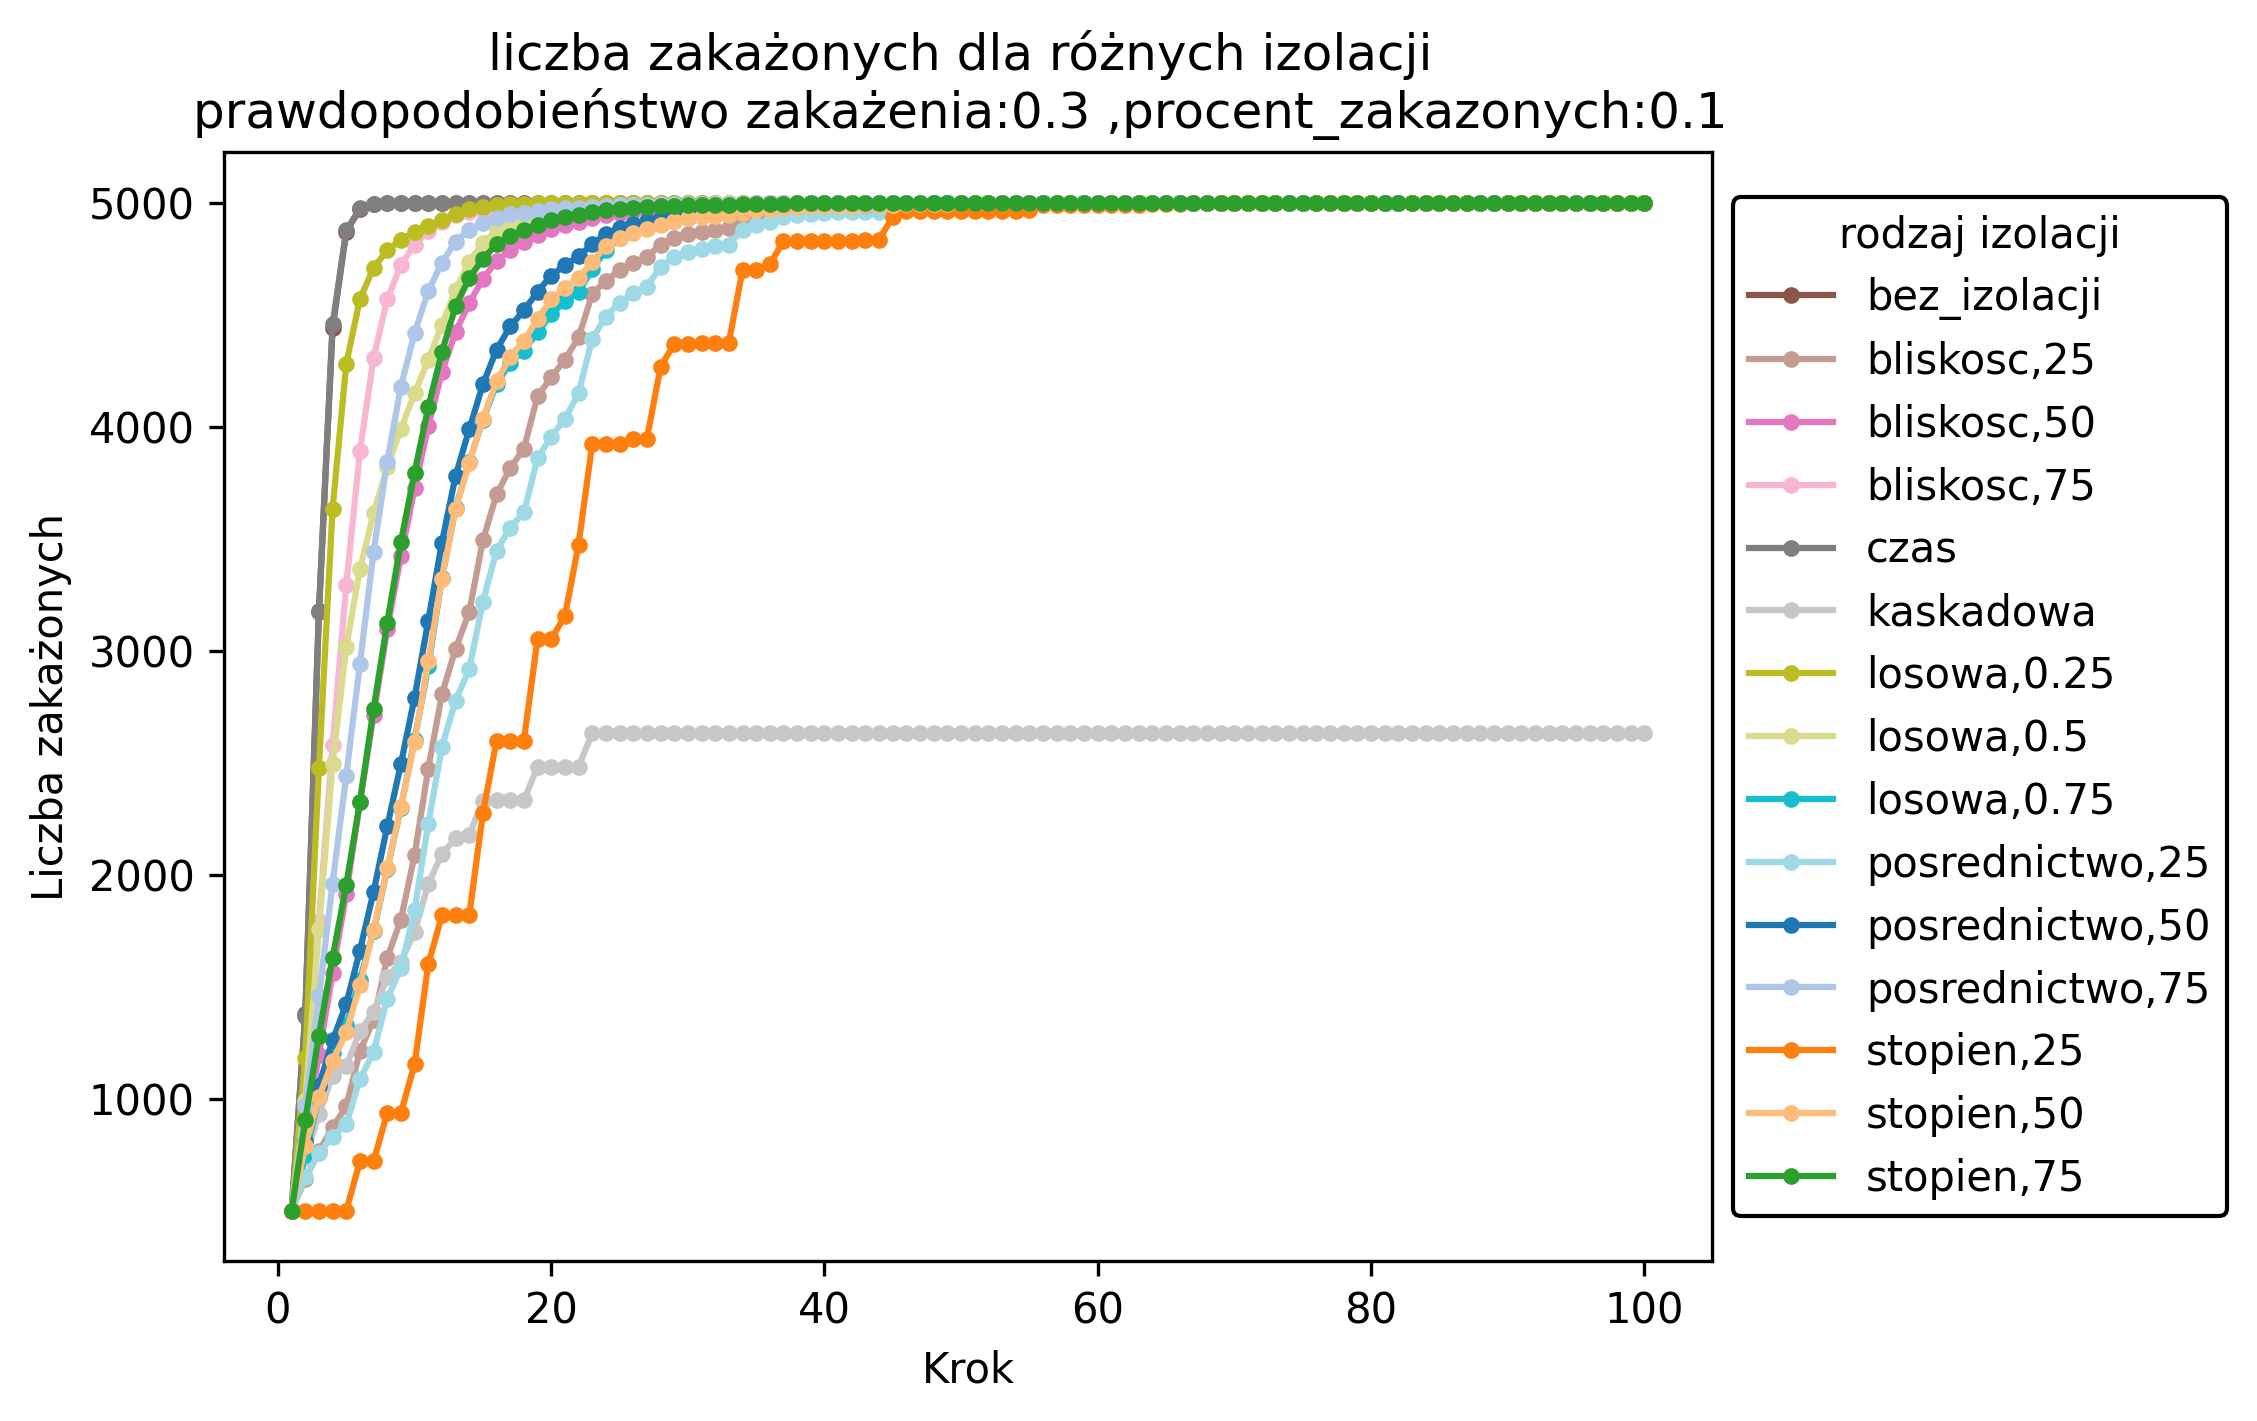 liczba zakażonych dla różnych izolacji
prawdopodobieństwo zakażenia:0.3 ,procent_zakazonych:0.1
Liczba zakażonych
5000
4000
3000
2000
1000
0
20
40
60
80
100
Krok
rodzaj izolacji
bez_izolacji
bliskosc,25
bliskosc,50
bliskosc,75
czas
kaskadowa
losowa,0.25
losowa,0.5
losowa,0.75
posrednictwo,25
posrednictwo,50
posrednictwo,75
stopien,25
stopien,50
stopien,75